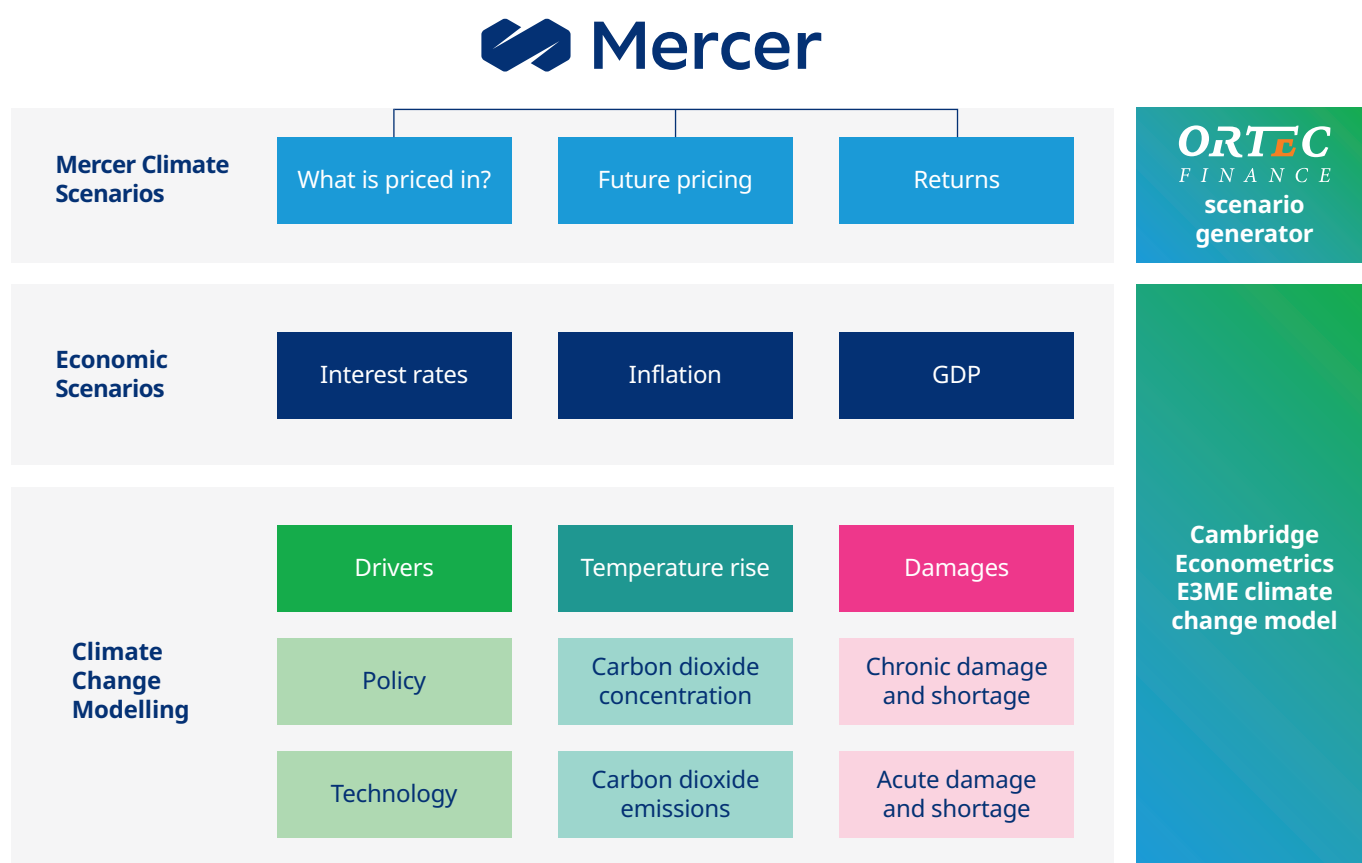 Mercer
Mercer Climate
Scenarios
What is priced in?
Future pricing
Returns
ORTEC
FINANCE
scenario
generator
Economic
Scenarios
Interest rates
Inflation
GDP
Climate
Change
Modelling
Drivers
Temperature rise
Damages
Policy
Carbon dioxide
concentration
Chronic damage
and shortage
Technology
Carbon dioxide
emissions
Acute damage
and shortage
Cambridge
Econometrics
E3ME climate
change model